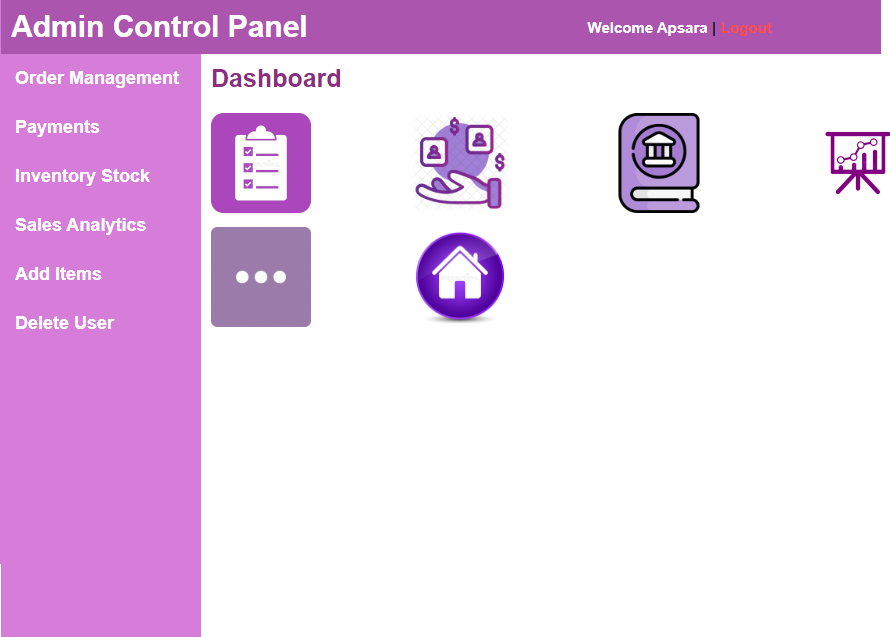 Admin Control Panel
Welcome Apsara | Logout
Order Management
Payments
Inventory Stock
Sales Analytics
Add Items
Delete User
Dashboard
$
$